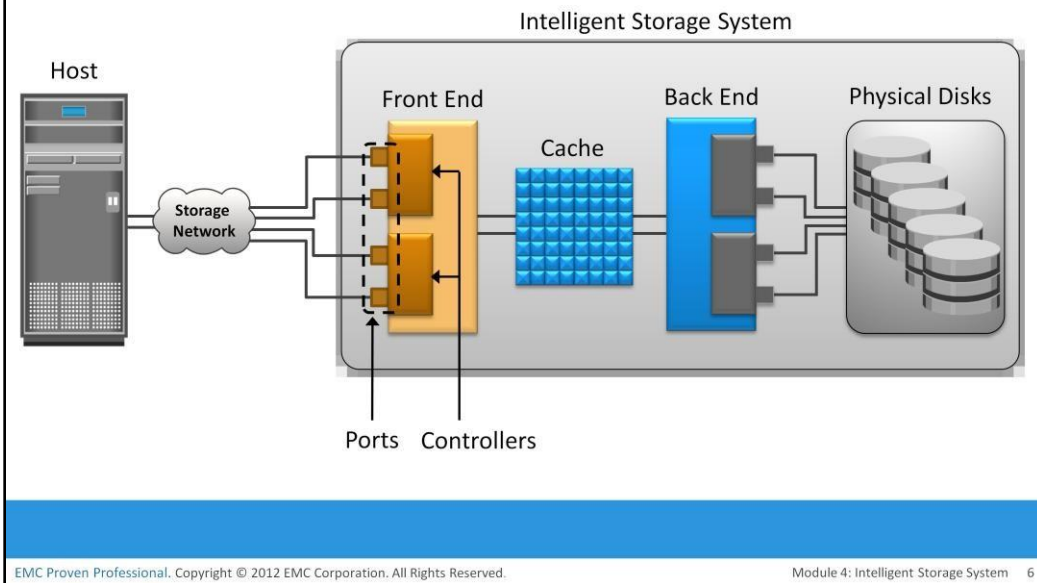 Intelligent Storage System
Host
Front End
Back End
Physical Disks
Cache
Storage
Network
Ports
Controllers
EMC Proven Professional. Copyright © 2012 EMC Corporation. All Rights Reserved.
Module 4: Intelligent Storage System 6